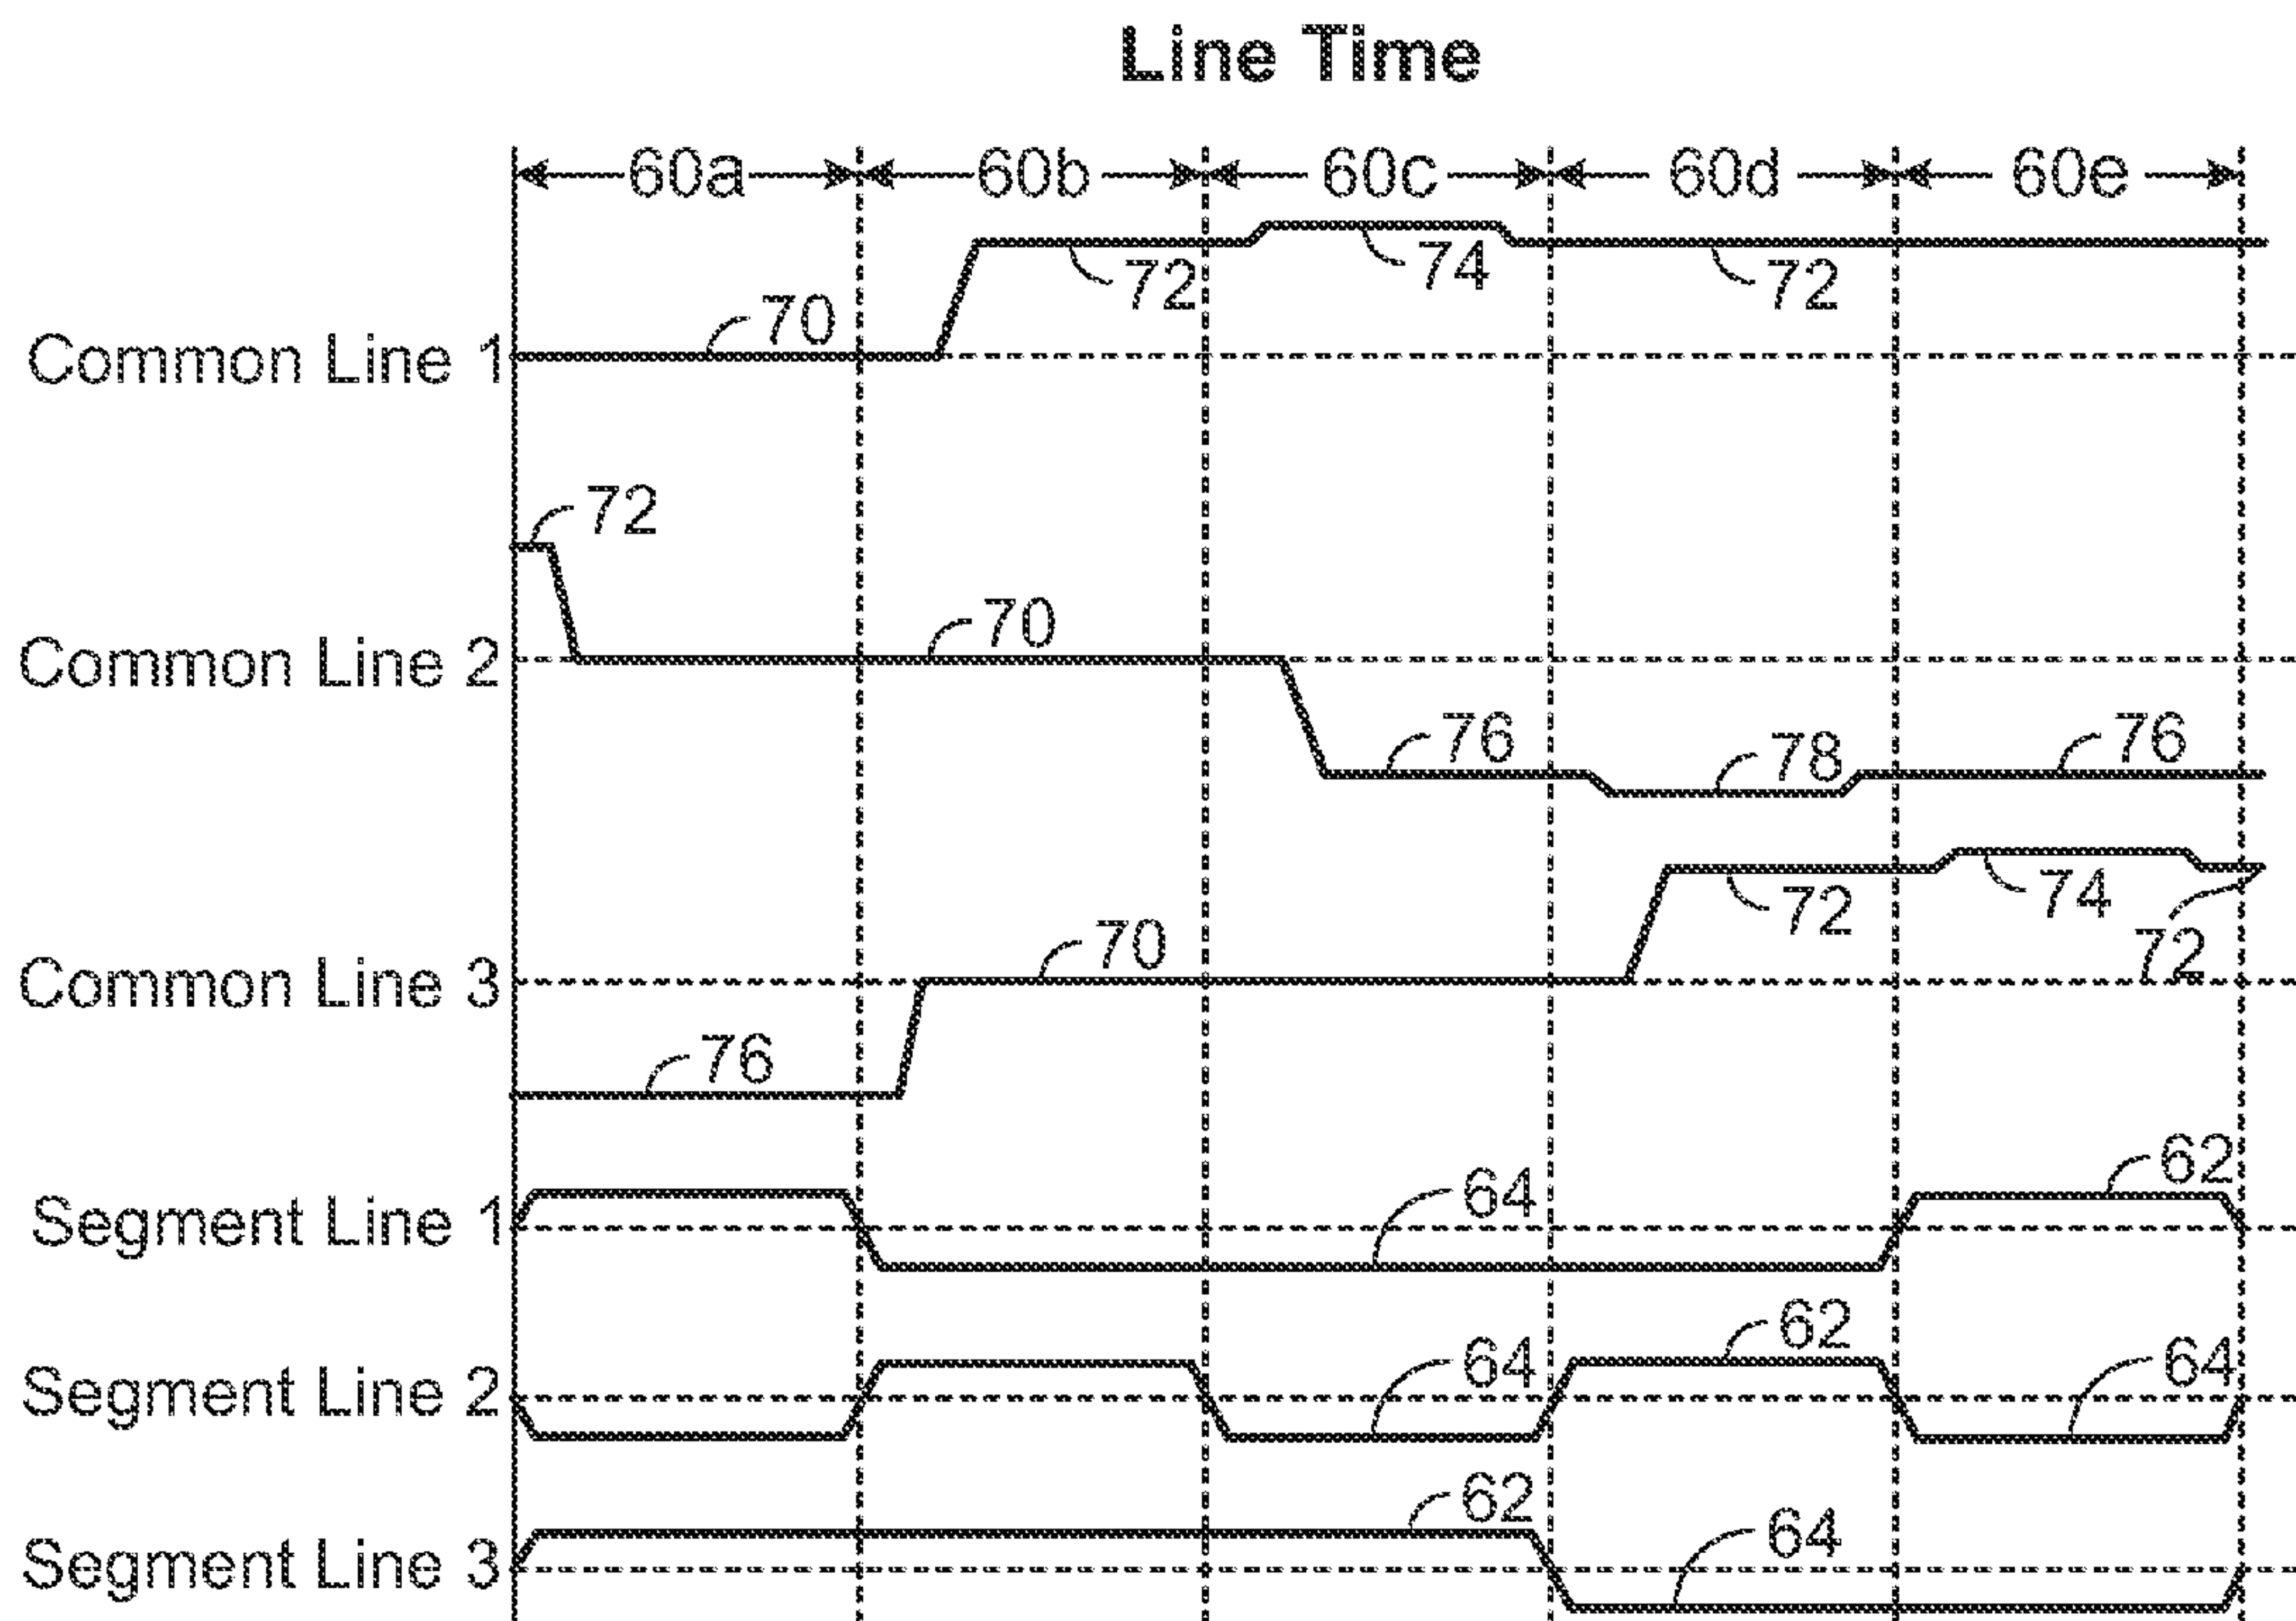 Line Time
60a 60b 60c 60d 60e
72 74 72
70
Common Line 1
72
70
Common Line 2
76 78 76
72 74
70 72
Common Line 3
76
62
64
Segment Line 1
62
64 64
Segment Line 2
62
64
Segment Line 3